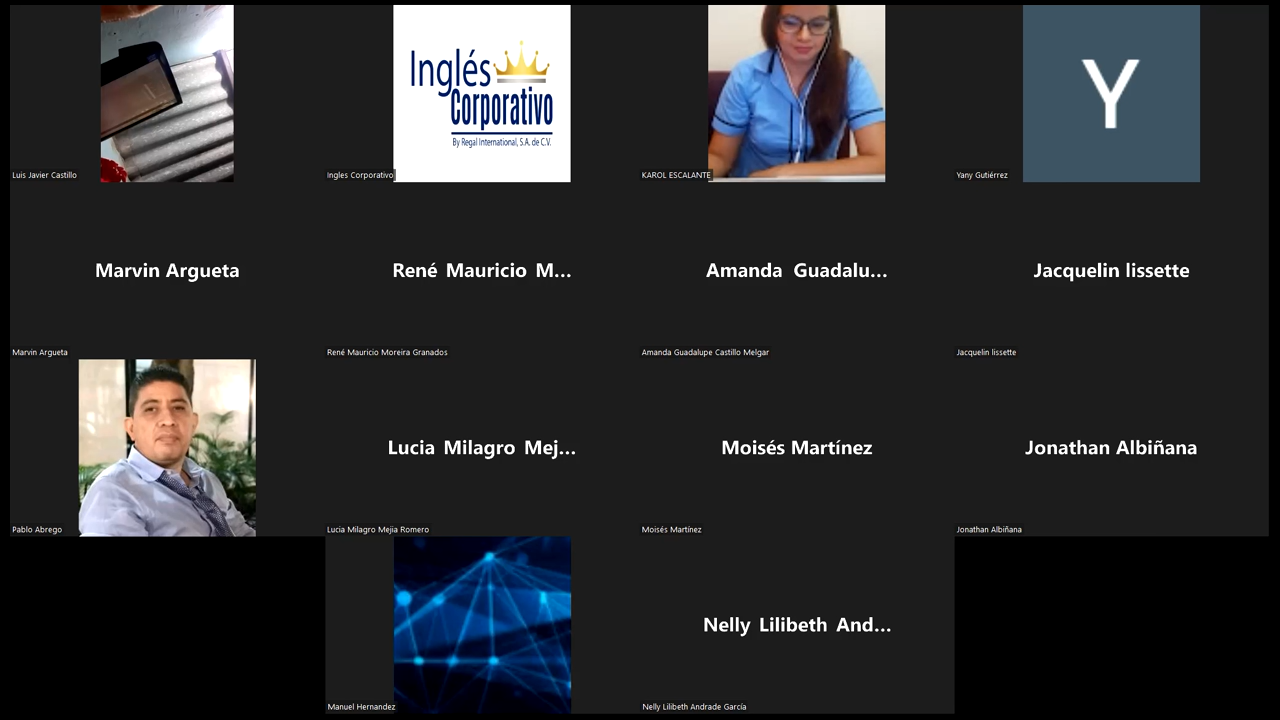 Inglés
Corporativo
By Regal International, S.A. de C.V.
Y
Luis Javier Castillo
Ingles Corporativo
KAROL ESCALANTE
Yany Gutiérrez
Marvin Argueta
René Mauricio M...
Amanda Guadalu...
Jacquelin lissette
Marvin Argueta
René Mauricio Moreira Granados
Amanda Guadalupe Castillo Melgar
Jacquelin lissette
Lucia Milagro Mej...
Moisés Martínez
Jonathan Albiñana
Pablo Abrego
Lucia Milagro Mejia Romero
Moisés Martínez
Jonathan Albiñana
Nelly Lilibeth And...
Manuel Hernandez
Nelly Lilibeth Andrade García